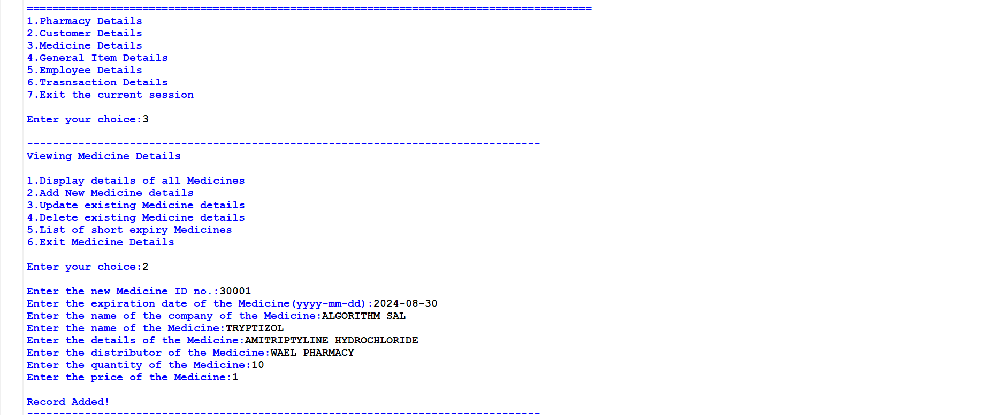 ========================================================================================
1.Pharmacy Details
2.Customer Details
3.Medicine Details
4.General Item Details
5.Employee Details
6.Trasnsaction Details
7.Exit the current session
Enter your choice:3
--------------------------------------------------------------------------------
Viewing Medicine Details
1.Display details of all Medicines
2.Add New Medicine details
3.Update existing Medicine details
4.Delete existing Medicine details
5.List of short expiry Medicines
6.Exit Medicine Details
Enter your choice:2
Enter the new Medicine ID no.:30001
Enter the expiration date of the Medicine(yyyy-mm-dd):2024-08-30
Enter the name of the company of the Medicine:ALGORITHM SAL
Enter the name of the Medicine:TRYPTIZOL
Enter the details of the Medicine:AMITRIPTYLINE HYDROCHLORIDE
Enter the distributor of the Medicine:WAEL PHARMACY
Enter the quantity of the Medicine:10
Enter the price of the Medicine:1
Record Added!
--------------------------------------------------------------------------------